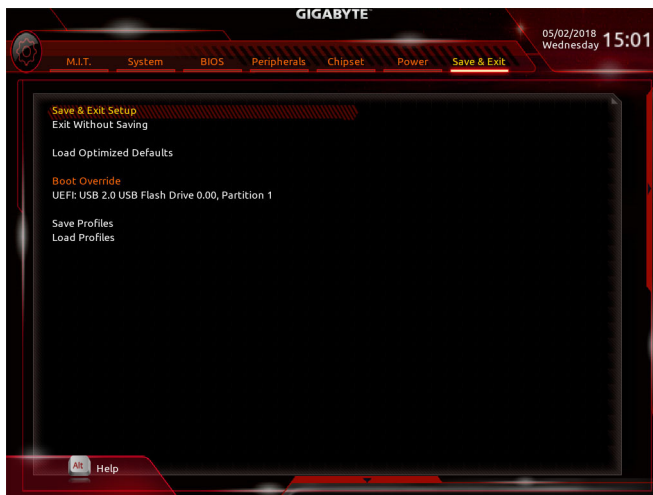 GIGABYTE™
05/02/2018 15:01
Wednesday
M.I.T. System BIOS Peripherals Chipset Power Save & Exit
Save & Exit Setup
Exit Without Saving
Load Optimized Defaults
Boot Override
UEFI: USB 2.0 USB Flash Drive 0.00, Partition 1
Save Profiles
Load Profiles
Alt Help